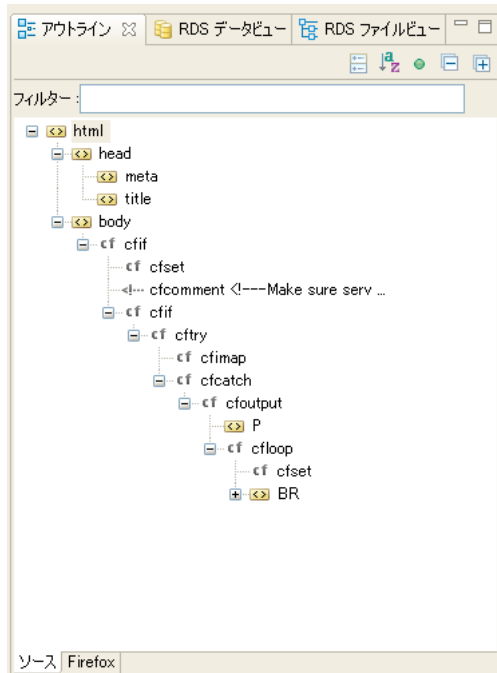 アウトライン RDS データビュー RDS ファイルビュー
フィルター :
html
head
meta
title
body
cf cfif
cf cfset
<!-- cfcomment <!---Make sure serv ...
cf cfif
cf cftry
cf cfimap
cf cfcatch
cf cfoutput
P
cf cfloop
cf cfset
BR
ソース Firefox